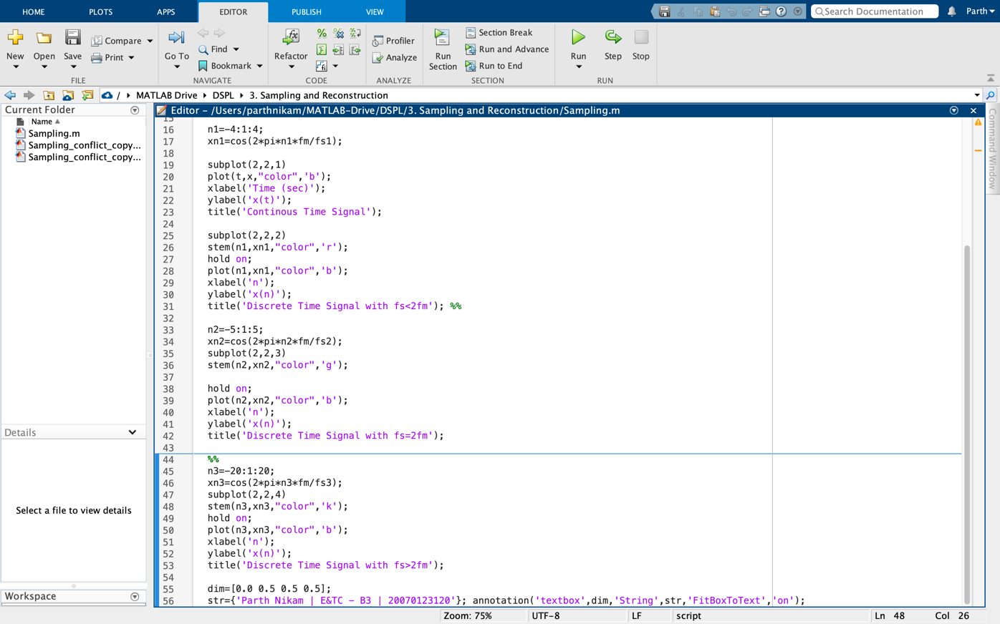 HOME PLOTS APPS EDITOR PUBLISH VIEW Search Documentation Parth
New Open Save Compare Print Go To Find Bookmark Refactor Profiler Analyze Run Section Section Break Run and Advance Run to End Run Step Stop
FILE NAVIGATE CODE ANALYZE SECTION RUN
/ MATLAB Drive DSPL 3. Sampling and Reconstruction
Current Folder
Name
Sampling.m
Sampling_conflict_copy...
Sampling_conflict_copy...
Details
Select a file to view details
Workspace
Editor - /Users/parthnikam/MATLAB-Drive/DSPL/3. Sampling and Reconstruction/Sampling.m
15
16 n1=-4:1:4;
17 xn1=cos(2*pi*n1*fm/fs1);
18
19 subplot(2,2,1)
20 plot(t,x,"color",'b');
21 xlabel('Time (sec)');
22 ylabel('x(t)');
23 title('Continous Time Signal');
24
25 subplot(2,2,2)
26 stem(n1,xn1,"color",'r');
27 hold on;
28 plot(n1,xn1,"color",'b');
29 xlabel('n');
30 ylabel('x(n)');
31 title('Discrete Time Signal with fs<2fm'); %%
32
33 n2=-5:1:5;
34 xn2=cos(2*pi*n2*fm/fs2);
35 subplot(2,2,3)
36 stem(n2,xn2,"color",'g');
37
38 hold on;
39 plot(n2,xn2,"color",'b');
40 xlabel('n');
41 ylabel('x(n)');
42 title('Discrete Time Signal with fs=2fm');
43
44 %%
45 n3=-20:1:20;
46 xn3=cos(2*pi*n3*fm/fs3);
47 subplot(2,2,4)
48 stem(n3,xn3,"color",'k');
49 hold on;
50 plot(n3,xn3,"color",'b');
51 xlabel('n');
52 ylabel('x(n)');
53 title('Discrete Time Signal with fs>2fm');
54
55 dim=[0.0 0.5 0.5 0.5];
56 str={'Parth Nikam | E&TC - B3 | 20070123120'}; annotation('textbox',dim,'String',str,'FitBoxToText','on');
Command Window
Zoom: 75% UTF-8 LF script Ln 48 Col 26